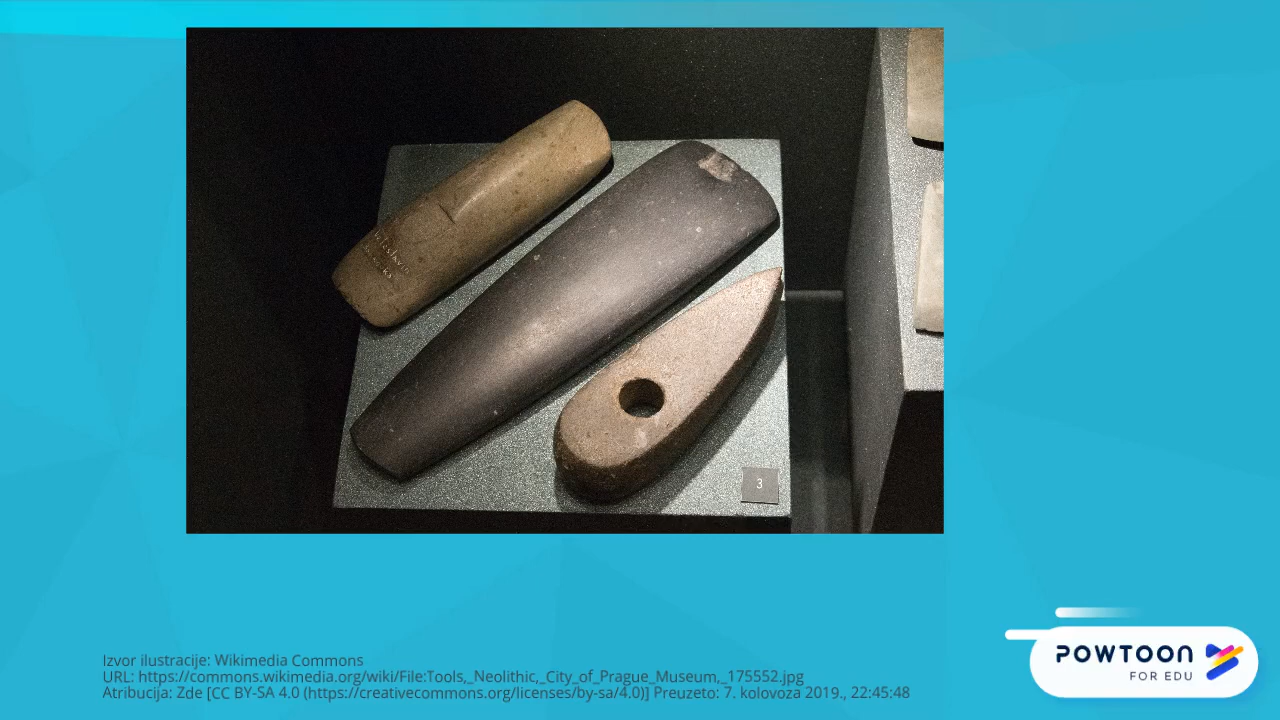 3
Izvor ilustracije: Wikimedia Commons
URL: https://commons.wikimedia.org/wiki/File:Tools,_Neolithic,_City_of_Prague_Museum,_175552.jpg
Atribucija: Zde [CC BY-SA 4.0 (https://creativecommons.org/licenses/by-sa/4.0)] Preuzeto: 7. kolovoza 2019., 22:45:48
POWTOON
FOR EDU